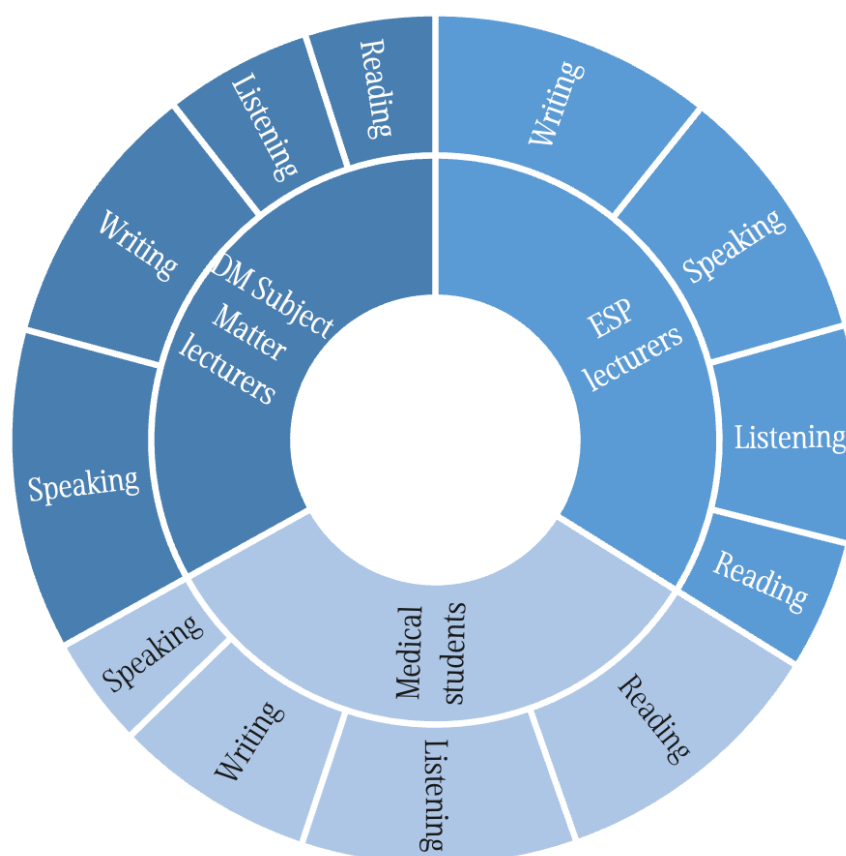 Writing
Speaking
Listening
Reading
ESP
lecturers
Reading
Listening
Writing
Speaking
Medical
students
Speaking
Writing
Listening
Reading
DM Subject
Matter
lecturers